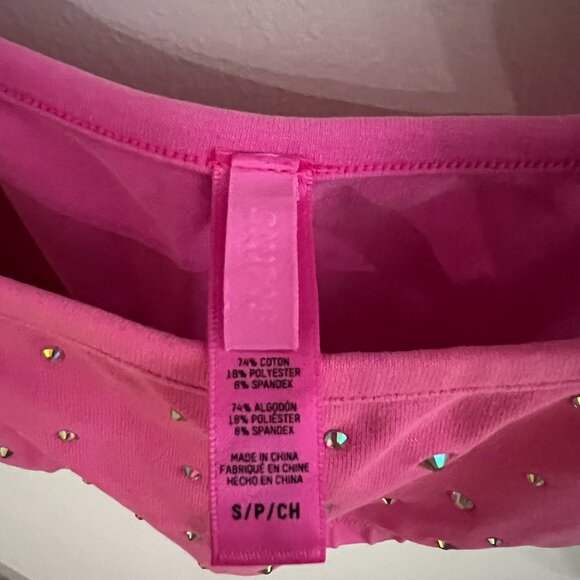 74% COTON
18% POLYESTER
8% SPANDEX
74% ALGODÓN
18% POLIÉSTER
8% SPANDEX
MADE IN CHINA
FABRIQUÉ EN CHINE
HECHO EN CHINA
S/P/CH